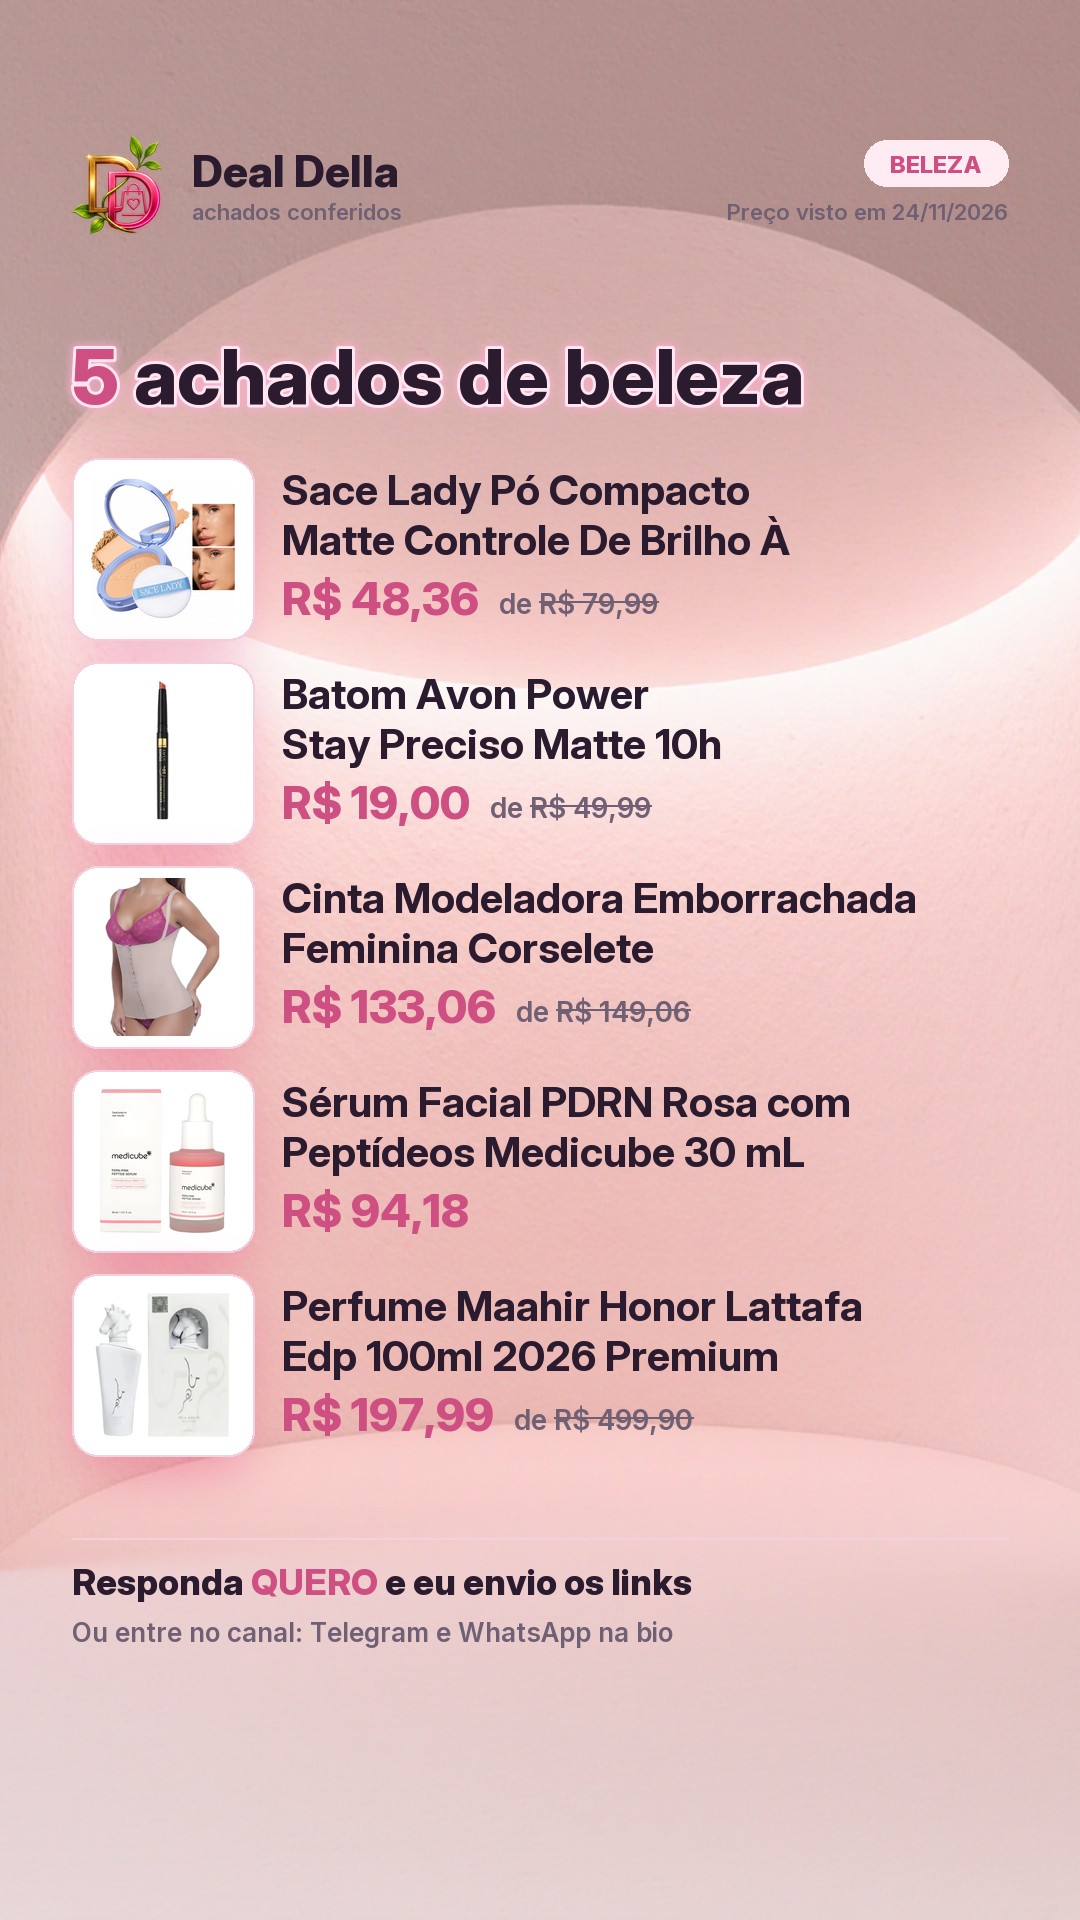 Deal Della
achados conferidos
BELEZA
Preço visto em 24/11/2026
5 achados de beleza
SACE LADY
Sace Lady Pó Compacto
Matte Controle De Brilho À
R$ 48,36 de R$ 79,99
Batom Avon Power
Stay Preciso Matte 10h
R$ 19,00 de R$ 49,99
Cinta Modeladora Emborrachada
Feminina Corselete
R$ 133,06 de R$ 149,06
medicube
medicube
Sérum Facial PDRN Rosa com
Peptídeos Medicube 30 mL
R$ 94,18
Perfume Maahir Honor Lattafa
Edp 100ml 2026 Premium
R$ 197,99 de R$ 499,90
Responda QUERO e eu envio os links
Ou entre no canal: Telegram e WhatsApp na bio